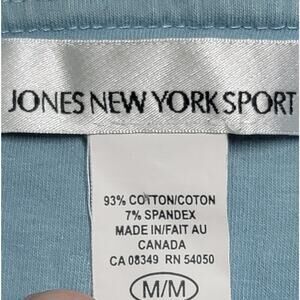 JONES NEW YORK SPORT
93% COTTON/COTON
7% SPANDEX
MADE IN/FAIT AU
CANADA
CA 08349 RN 54050
M/M